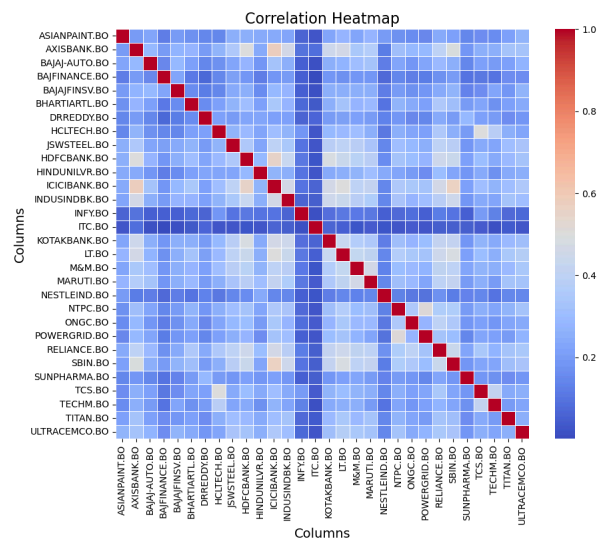 Correlation Heatmap
ASIANPAINT.BO
AXISBANK.BO
BAJAJ-AUTO.BO
BAJFINANCE.BO
BAJAJFINSV.BO
BHARTIARTL.BO
DRREDDY.BO
HCLTECH.BO
JSWSTEEL.BO
HDFCBANK.BO
HINDUNILVR.BO
ICICIBANK.BO
INDUSINDBK.BO
INFY.BO
ITC.BO
KOTAKBANK.BO
LT.BO
M&M.BO
MARUTI.BO
NESTLEIND.BO
NTPC.BO
ONGC.BO
POWERGRID.BO
RELIANCE.BO
SBIN.BO
SUNPHARMA.BO
TCS.BO
TECHM.BO
TITAN.BO
ULTRACEMCO.BO
Columns
ASIANPAINT.BO
AXISBANK.BO
BAJAJ-AUTO.BO
BAJFINANCE.BO
BAJAJFINSV.BO
BHARTIARTL.BO
DRREDDY.BO
HCLTECH.BO
JSWSTEEL.BO
HDFCBANK.BO
HINDUNILVR.BO
ICICIBANK.BO
INDUSINDBK.BO
INFY.BO
ITC.BO
KOTAKBANK.BO
LT.BO
M&M.BO
MARUTI.BO
NESTLEIND.BO
NTPC.BO
ONGC.BO
POWERGRID.BO
RELIANCE.BO
SBIN.BO
SUNPHARMA.BO
TCS.BO
TECHM.BO
TITAN.BO
ULTRACEMCO.BO
Columns
1.0
0.8
0.6
0.4
0.2